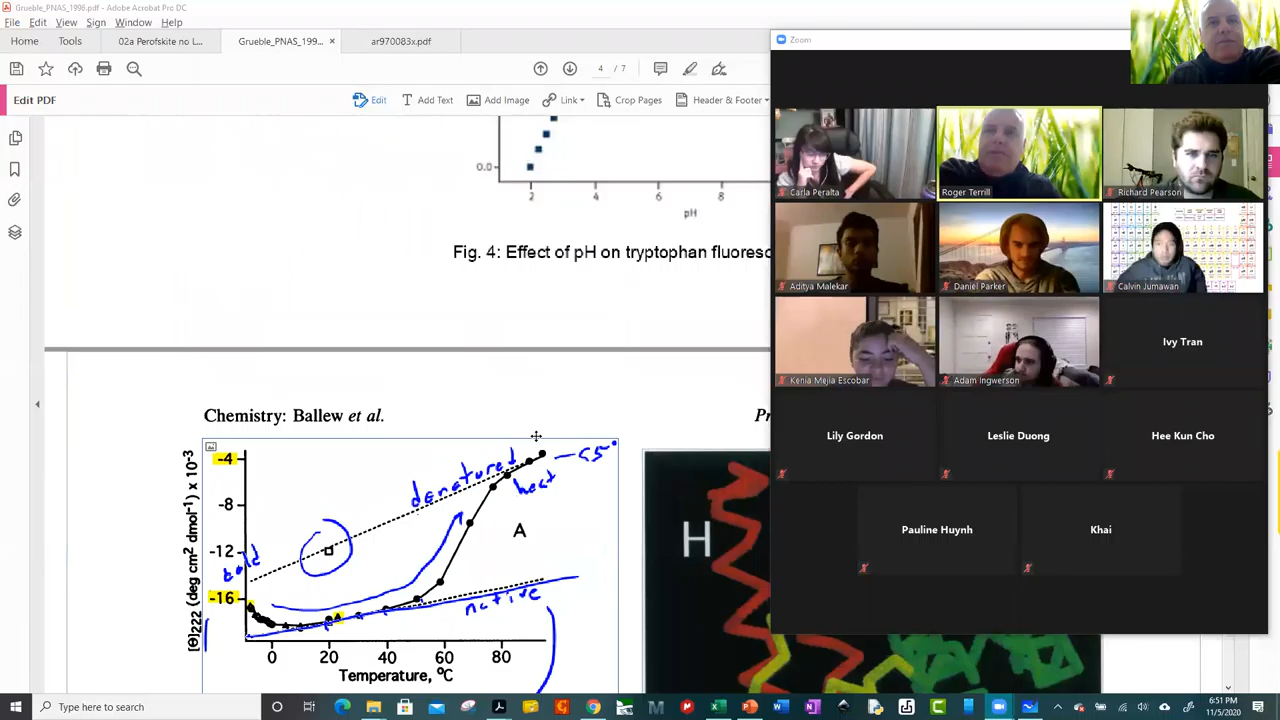 Grueble_PNAS_1996.pdf - Adobe Acrobat Pro DC
File Edit View Sign Window Help
Home Tools 02a Perofskite no L... Grueble_PNAS_199... × ar970083x.pdf
4 / 7
Edit PDF
Edit Add Text Add Image Link Crop Pages Header & Footer
0.0
2 4 6 8
pH
Fig. 4: Effect of pH on tryptophan fluoresc
Chemistry: Ballew et al.
Pr
[Θ]222 (deg cm2 dmol-1) x 10-3
-4
-8
-12
-16
denatured
heat
A
native
0 20 40 60 80
Temperature, °C
H
Zoom
Carla Peralta
Roger Terrill
Richard Pearson
Aditya Malekar
Daniel Parker
Calvin Jumawan
Kenia Mejia Escobar
Adam Ingwerson
Ivy Tran
Lily Gordon
Leslie Duong
Hee Kun Cho
Pauline Huynh
Khai
Type here to search
6:51 PM
11/5/2020